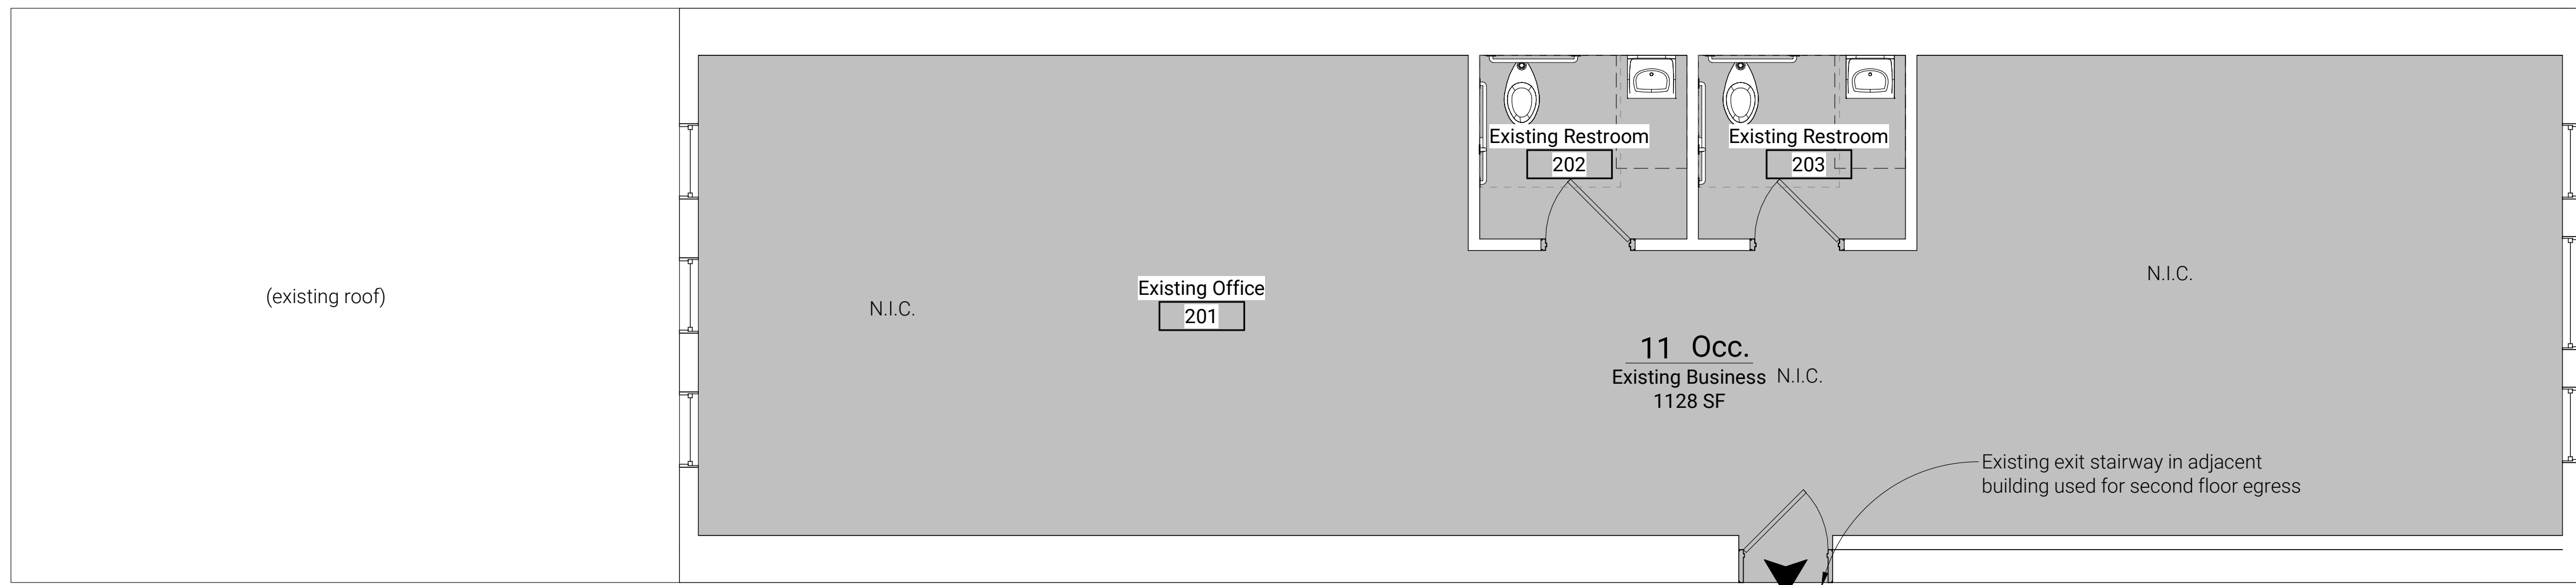 Existing Restroom
202
Existing Restroom
203
N.I.C.
(existing roof)
N.I.C.
Existing Office
201
11 Occ.
Existing Business N.I.C.
1128 SF
Existing exit stairway in adjacent
building used for second floor egress